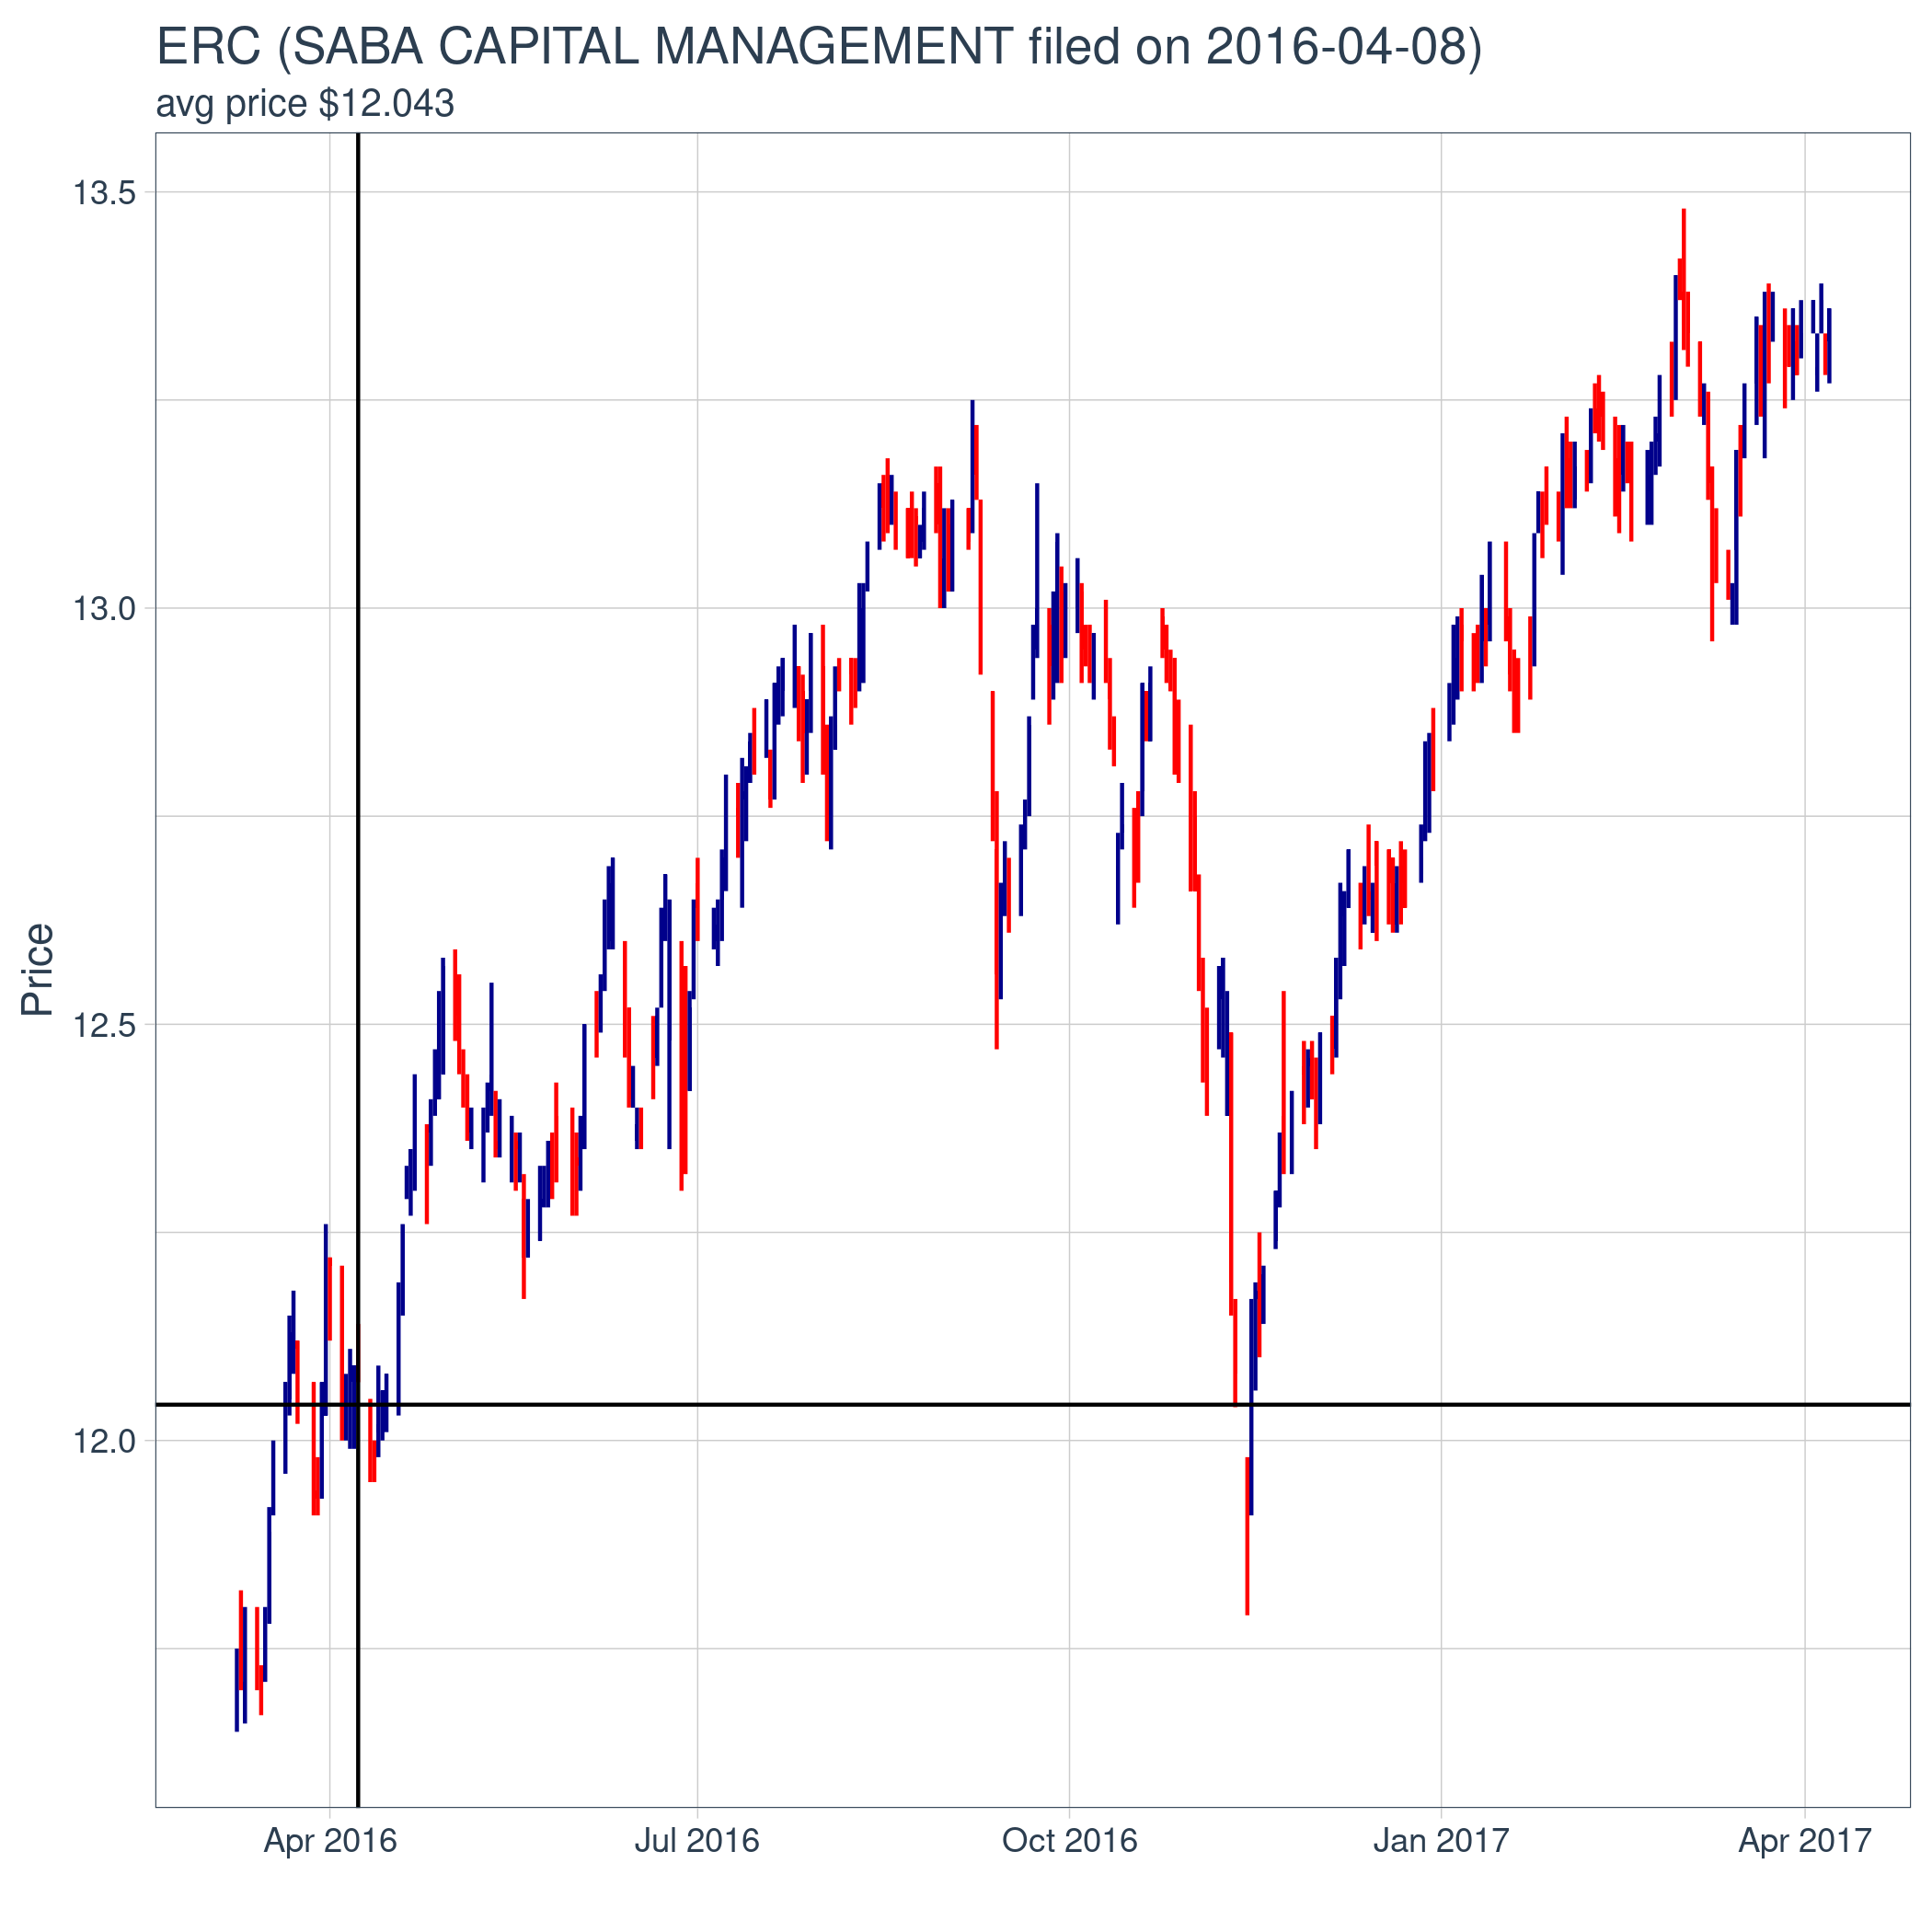 ERC (SABA CAPITAL MANAGEMENT filed on 2016-04-08)
avg price $12.043
13.5
13.0
12.5
12.0
Price
Apr 2016
Jul 2016
Oct 2016
Jan 2017
Apr 2017